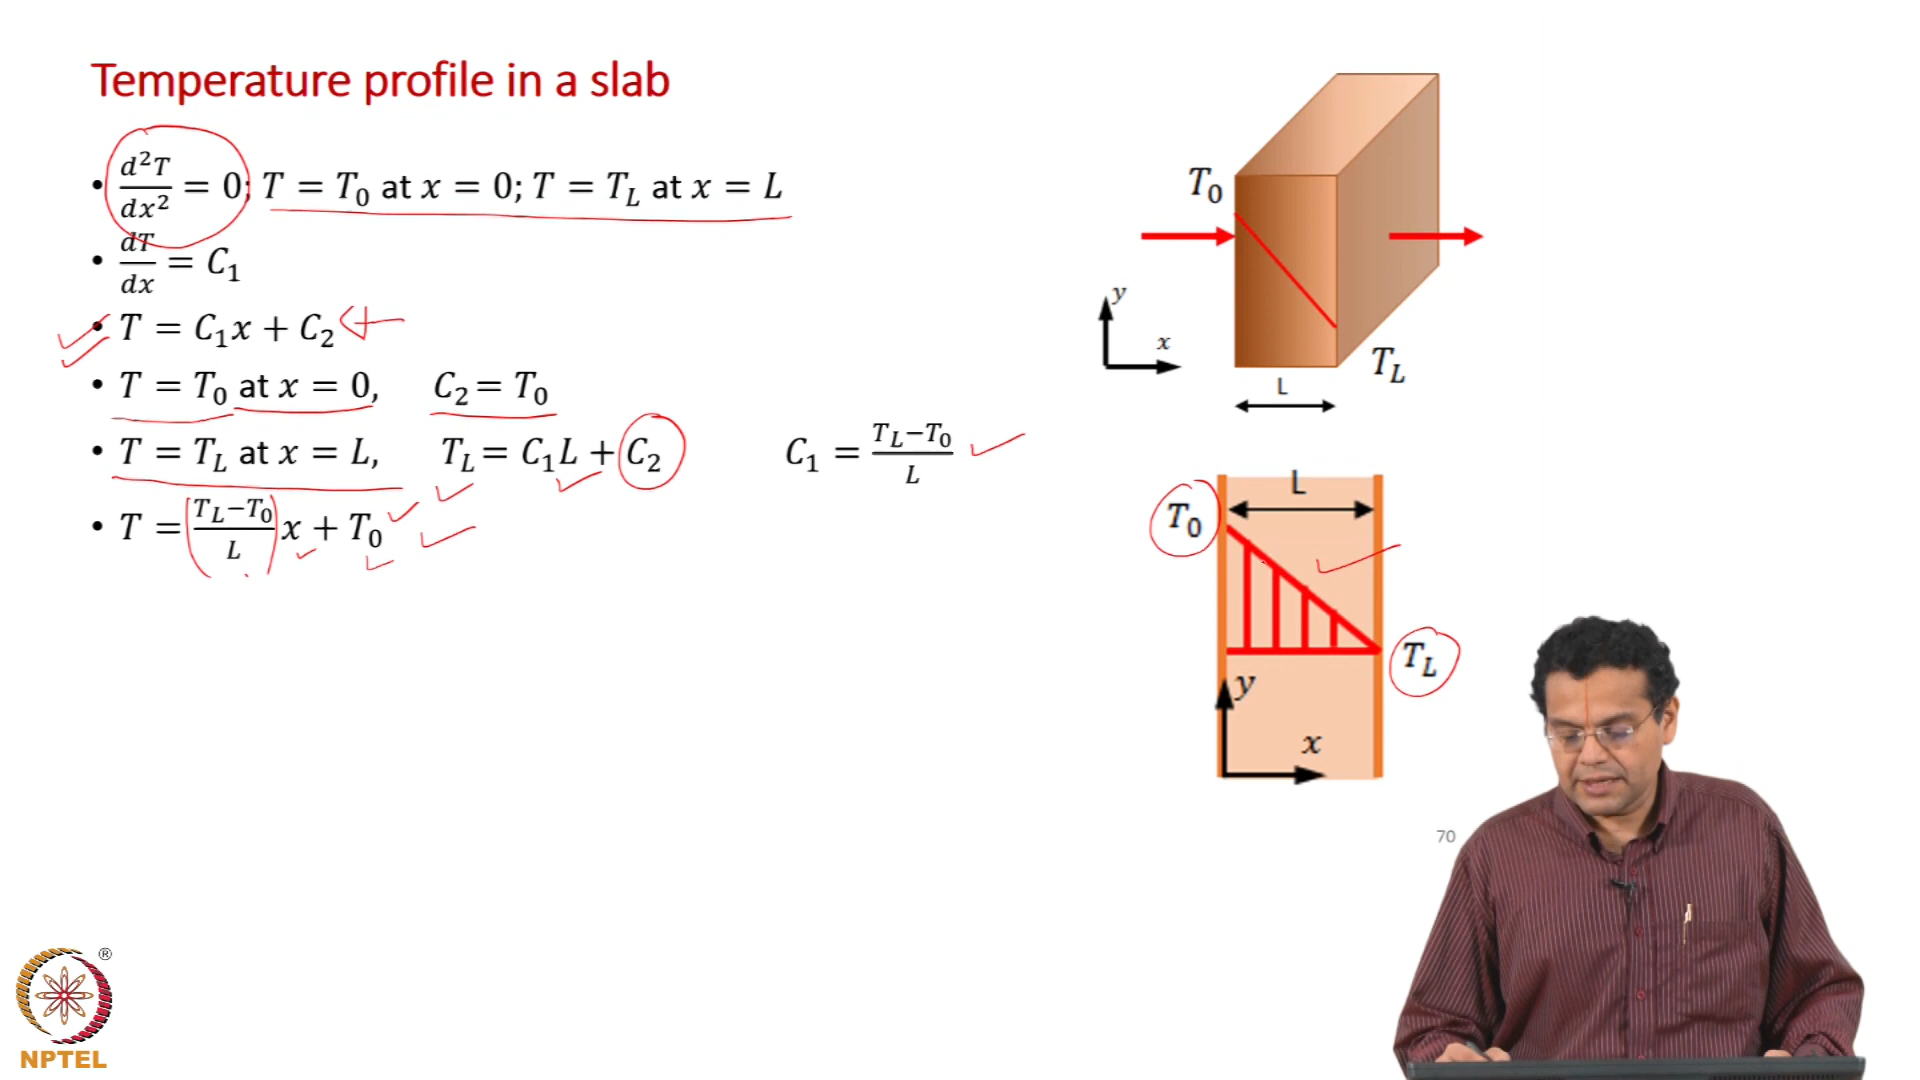 Temperature profile in a slab
• d²T/dx² = 0; T = T₀ at x = 0; T = T_L at x = L
• dT/dx = C₁
• T = C₁x + C₂
• T = T₀ at x = 0, C₂ = T₀
• T = T_L at x = L, T_L = C₁L + C₂ C₁ = (T_L−T₀)/L
• T = (T_L−T₀)/L x + T₀
T₀
y
x
T_L
L
L
T₀
T_L
y
x
70
®
NPTEL